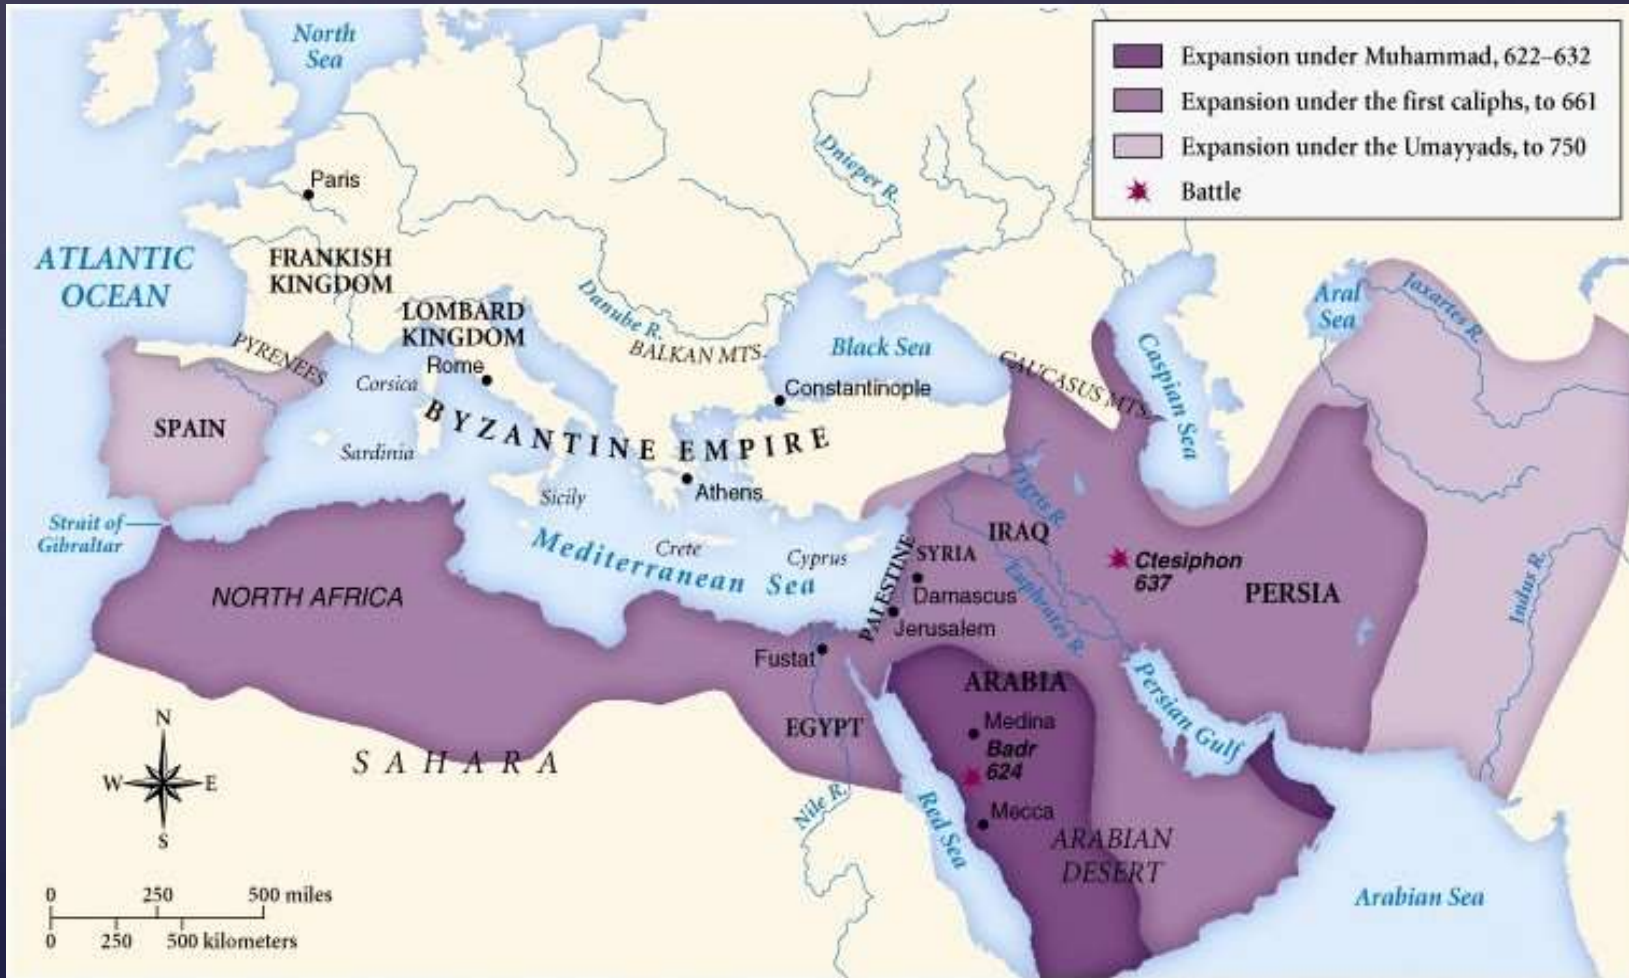 North
Sea
Expansion under Muhammad, 622–632
Expansion under the first caliphs, to 661
Expansion under the Umayyads, to 750
Battle
Paris
Dnieper R.
ATLANTIC
OCEAN
FRANKISH
KINGDOM
LOMBARD
KINGDOM
Danube R.
BALKAN MTS.
Black Sea
CAUCASUS MTS.
Caspian Sea
Aral
Sea
Jaxartes R.
PYRENEES
Corsica
Rome
Constantinople
SPAIN
BYZANTINE EMPIRE
Sardinia
Sicily
Athens
Strait of
Gibraltar
Mediterranean Sea
Crete
Cyprus
Tigris R.
IRAQ
SYRIA
PALESTINE
Damascus
Jerusalem
Euphrates R.
Ctesiphon
637
PERSIA
Indus R.
NORTH AFRICA
Fustat
EGYPT
ARABIA
Medina
Badr
624
Mecca
Persian Gulf
Red Sea
Nile R.
SAHARA
ARABIAN
DESERT
Arabian Sea
N
W
E
S
0 250 500 miles
0 250 500 kilometers